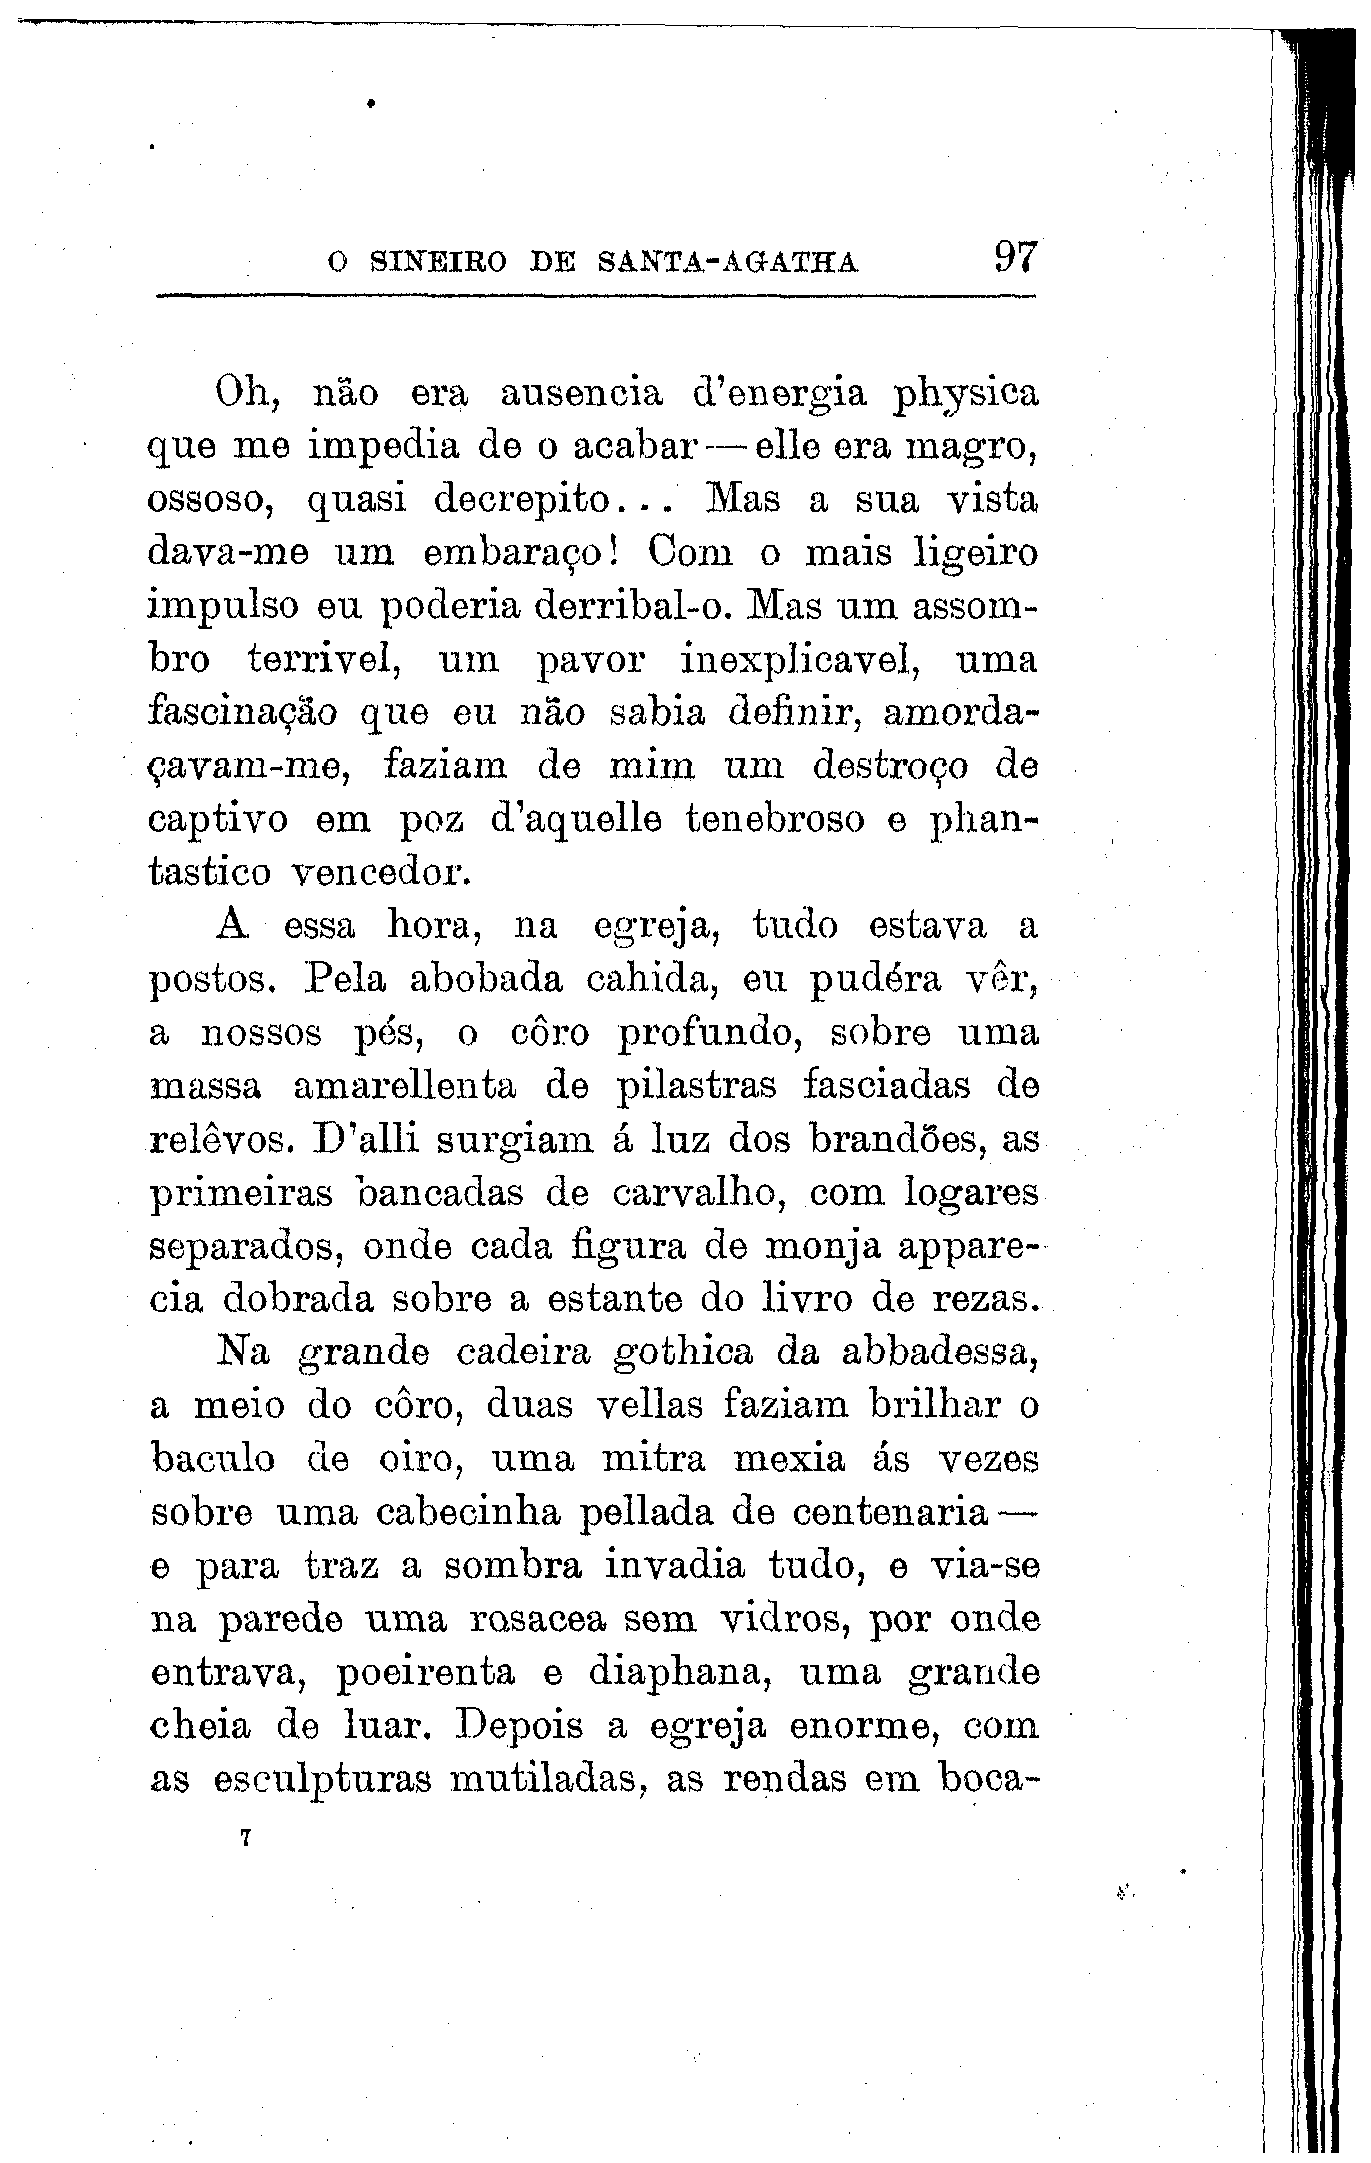 O SINEIRO DE SANTA-AGATHA 97
Oh, não era ausencia d'energia physica
que me impedia de o acabar — elle era magro,
ossoso, quasi decrepito... Mas a sua vista
dava-me um embaraço! Com o mais ligeiro
impulso eu poderia derribal-o. Mas um assom-
bro terrivel, um pavor inexplicavel, uma
fascinação que eu não sabia definir, amorda-
çavam-me, faziam de mim um destroço de
captivo em poz d'aquelle tenebroso e phan-
tastico vencedor.
A essa hora, na egreja, tudo estava a
postos. Pela abobada cahida, eu pudéra vêr,
a nossos pés, o côro profundo, sobre uma
massa amarellenta de pilastras fasciadas de
relêvos. D'alli surgiam á luz dos brandões, as
primeiras bancadas de carvalho, com logares
separados, onde cada figura de monja appare-
cia dobrada sobre a estante do livro de rezas.
Na grande cadeira gothica da abbadessa,
a meio do côro, duas vellas faziam brilhar o
baculo de oiro, uma mitra mexia ás vezes
sobre uma cabecinha pellada de centenaria —
e para traz a sombra invadia tudo, e via-se
na parede uma rosacea sem vidros, por onde
entrava, poeirenta e diaphana, uma grande
cheia de luar. Depois a egreja enorme, com
as esculpturas mutiladas, as rendas em boca-
7